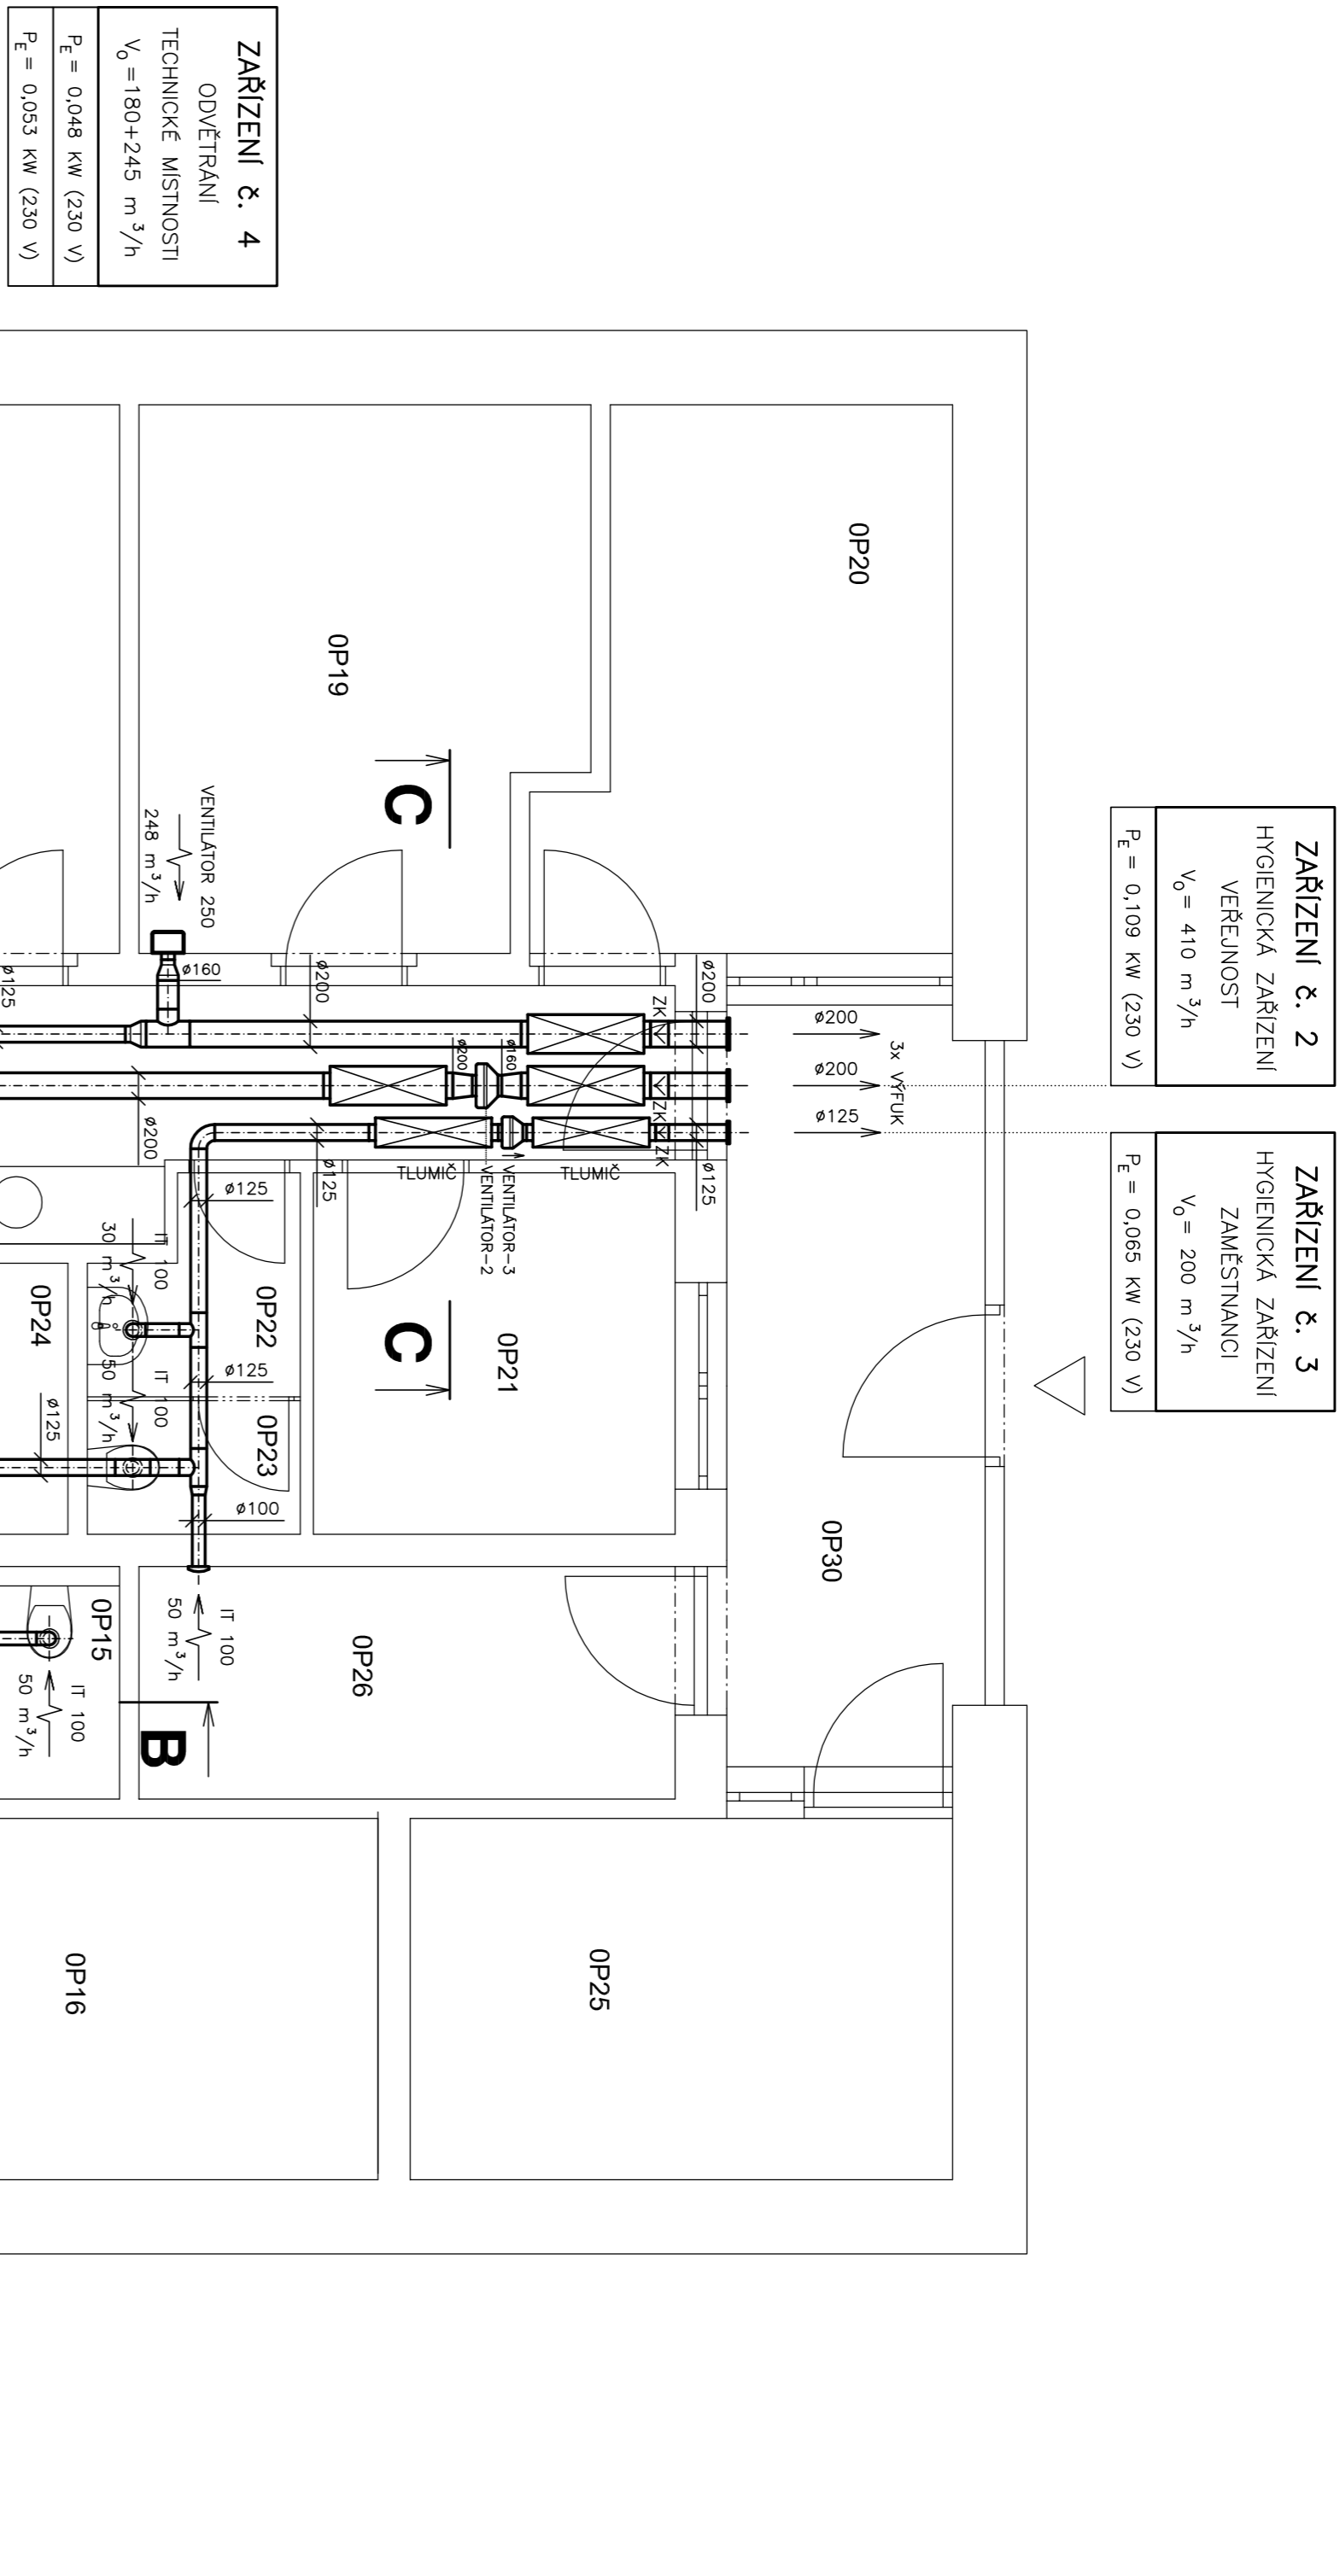 ZAŘÍZENÍ č. 2
HYGIENICKÁ ZAŘÍZENÍ
VEŘEJNOST
V₀ = 410 m³/h
P_E = 0,109 KW (230 V)
ZAŘÍZENÍ č. 3
HYGIENICKÁ ZAŘÍZENÍ
ZAMĚSTNANCI
V₀ = 200 m³/h
P_E = 0,065 KW (230 V)
3x VÝFUK
ø200
ø200
ø125
0P20
0P30
ø200
ø125
ZK
ZK
ZK
0P25
TLUMIČ
TLUMIČ
ø160
ø200
VENTILÁTOR-3
VENTILÁTOR-2
0P21
C
C
0P19
ø200
ø125
0P26
ZAŘÍZENÍ č. 4
ODVĚTRÁNÍ
TECHNICKÉ MÍSTNOSTI
V₀ =180+245 m³/h
P_E = 0,048 KW (230 V)
P_E = 0,053 KW (230 V)
VENTILÁTOR 250
248 m³/h
ø160
ø125
ø200
ø125
0P22
ø125
0P23
ø100
IT 100
30 m³/h
IT 100
50 m³/h
IT 100
50 m³/h
B
0P24
ø125
0P15
IT 100
50 m³/h
0P16